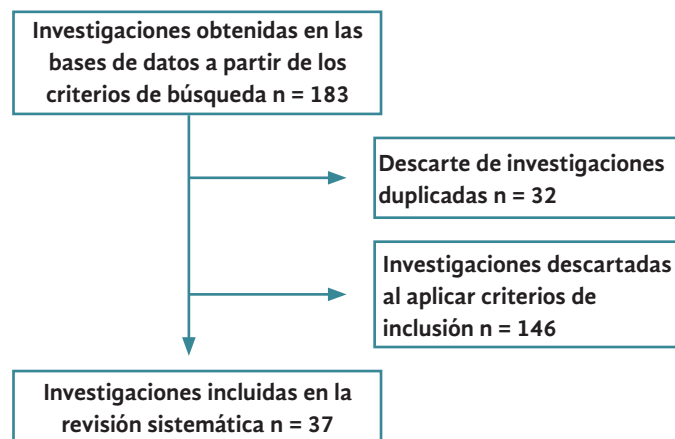 Investigaciones obtenidas en las
bases de datos a partir de los
criterios de búsqueda n = 183
Descarte de investigaciones
duplicadas n = 32
Investigaciones descartadas
al aplicar criterios de
inclusión n = 146
Investigaciones incluidas en la
revisión sistemática n = 37